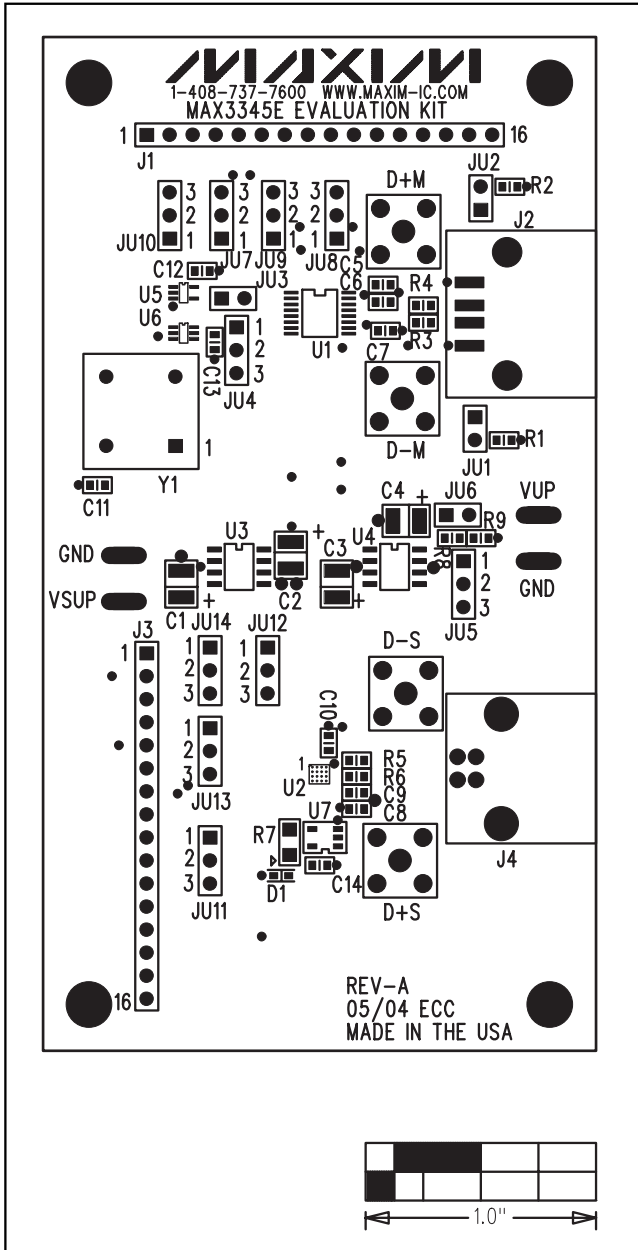 MAXIM
1-408-737-7600 WWW.MAXIM-IC.COM
MAX3345E EVALUATION KIT
1 16
J1
JU2
R2
D+M
J2
3 3 3 3
2 2 2 2
1 1 1 1
JU10 JU7 JU9 JU8
C5
C12
JU3
C6
R4
U5
U6
U1
C7
R3
C13
1
2
3
JU4
D-M
1
Y1
R1
JU1
C11
C4 +
JU6
VUP
GND
U3
+
C3
U4
R8
R9
1
2
3
GND
VSUP
C1 +
C2
+
JU5
J3
JU14
JU12
1
1
2
3
1
2
3
D-S
C10
1
2
3
JU13
1
U2
R5
R6
C9
C8
U7
R7
1
2
3
JU11
D1
C14
J4
D+S
16
REV-A
05/04 ECC
MADE IN THE USA
1.0"